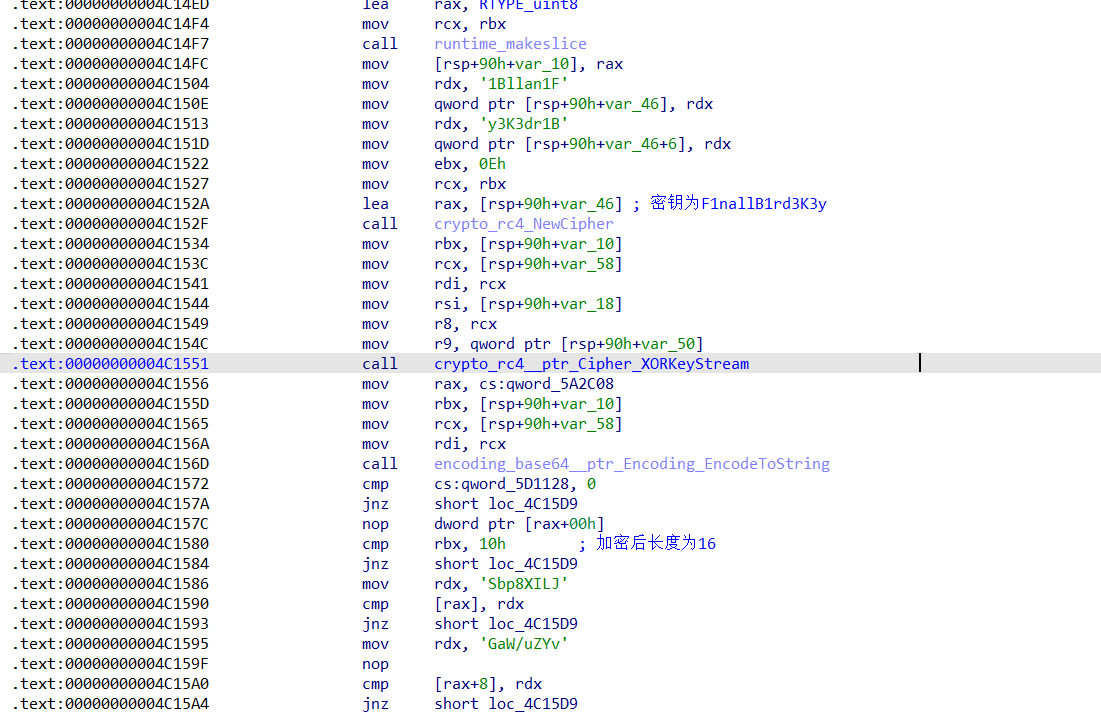 .text:00000000004C14ED lea rax, RTYPE_uint8
.text:00000000004C14F4 mov rcx, rbx
.text:00000000004C14F7 call runtime_makeslice
.text:00000000004C14FC mov [rsp+90h+var_10], rax
.text:00000000004C1504 mov rdx, '1Bllan1F'
.text:00000000004C150E mov qword ptr [rsp+90h+var_46], rdx
.text:00000000004C1513 mov rdx, 'y3K3dr1B'
.text:00000000004C151D mov qword ptr [rsp+90h+var_46+6], rdx
.text:00000000004C1522 mov ebx, 0Eh
.text:00000000004C1527 mov rcx, rbx
.text:00000000004C152A lea rax, [rsp+90h+var_46] ; 密钥为F1nallB1rd3K3y
.text:00000000004C152F call crypto_rc4_NewCipher
.text:00000000004C1534 mov rbx, [rsp+90h+var_10]
.text:00000000004C153C mov rcx, [rsp+90h+var_58]
.text:00000000004C1541 mov rdi, rcx
.text:00000000004C1544 mov rsi, [rsp+90h+var_18]
.text:00000000004C1549 mov r8, rcx
.text:00000000004C154C mov r9, qword ptr [rsp+90h+var_50]
.text:00000000004C1551 call crypto_rc4__ptr_Cipher_XORKeyStream
.text:00000000004C1556 mov rax, cs:qword_5A2C08
.text:00000000004C155D mov rbx, [rsp+90h+var_10]
.text:00000000004C1565 mov rcx, [rsp+90h+var_58]
.text:00000000004C156A mov rdi, rcx
.text:00000000004C156D call encoding_base64__ptr_Encoding_EncodeToString
.text:00000000004C1572 cmp cs:qword_5D1128, 0
.text:00000000004C157A jnz short loc_4C15D9
.text:00000000004C157C nop dword ptr [rax+00h]
.text:00000000004C1580 cmp rbx, 10h ; 加密后长度为16
.text:00000000004C1584 jnz short loc_4C15D9
.text:00000000004C1586 mov rdx, 'Sbp8XILJ'
.text:00000000004C1590 cmp [rax], rdx
.text:00000000004C1593 jnz short loc_4C15D9
.text:00000000004C1595 mov rdx, 'GaW/uZYv'
.text:00000000004C159F nop
.text:00000000004C15A0 cmp [rax+8], rdx
.text:00000000004C15A4 jnz short loc_4C15D9